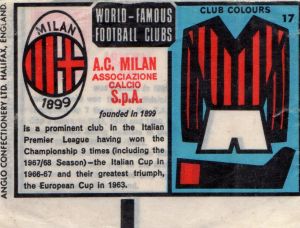 ANGLO CONFECTIONERY LTD. HALIFAX, ENGLAND.
MILAN
1899
WORLD-FAMOUS
FOOTBALL CLUBS
A.C. MILAN
ASSOCIAZIONE
CALCIO
S.p.A
founded in 1899
Is a prominent club in the Italian
Premier League having won the
Championship 9 times (including the
1967/68 Season)—the Italian Cup in
1966-67 and their greatest triumph,
the European Cup in 1963.
CLUB COLOURS
17